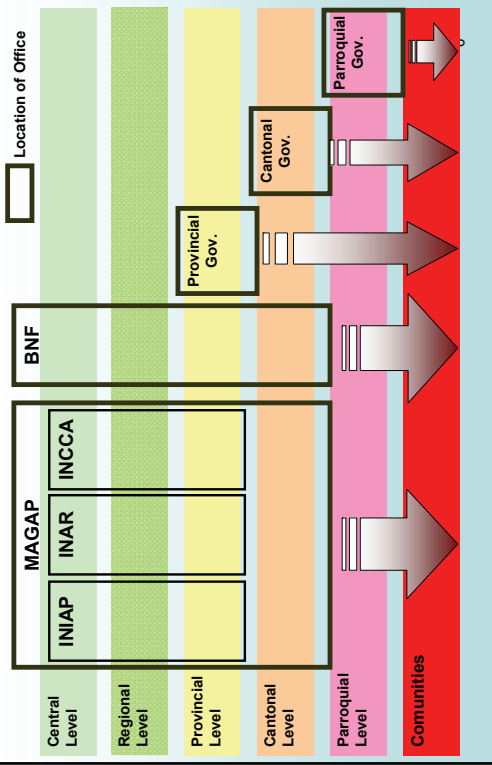 Location of Office
MAGAP
BNF
INIAP
INAR
INCCA
Central
Level
Regional
Level
Provincial
Level
Provincial
Gov.
Cantonal
Level
Cantonal
Gov.
Parroquial
Level
Parroquial
Gov.
Comunities